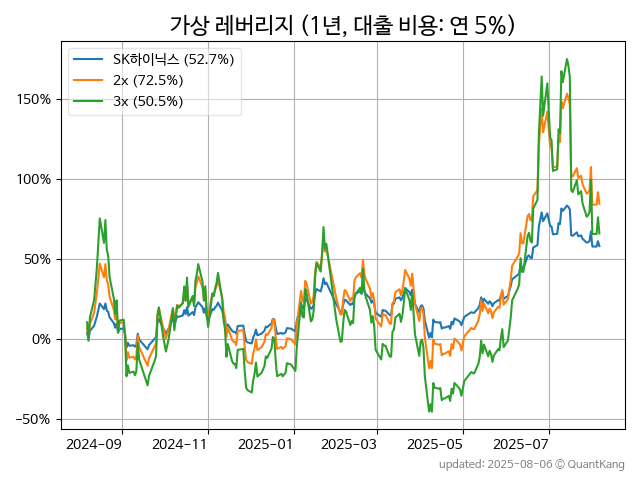 가상 레버리지 (1년, 대출 비용: 연 5%)
SK하이닉스 (52.7%)
2x (72.5%)
3x (50.5%)
150%
100%
50%
0%
−50%
2024-09
2024-11
2025-01
2025-03
2025-05
2025-07
updated: 2025-08-06 © QuantKang